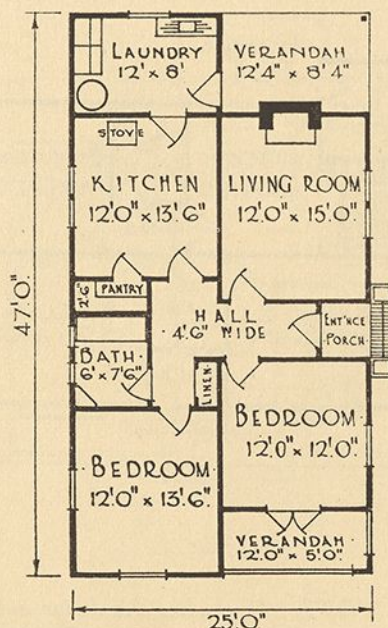 LAUNDRY
12' x 8'
VERANDAH
12'4" x 8'4"
STOVE
KITCHEN
12'0" x 13'6"
LIVING ROOM
12'0" x 15'0"
2'6"
PANTRY
HALL
4'6" WIDE
ENT'NCE
PORCH
BATH
6' x 7'6"
LINEN
BEDROOM
12'0" x 12'0"
BEDROOM
12'0" x 13'6"
VERANDAH
12'0" x 5'0"
47'0"
25'0"